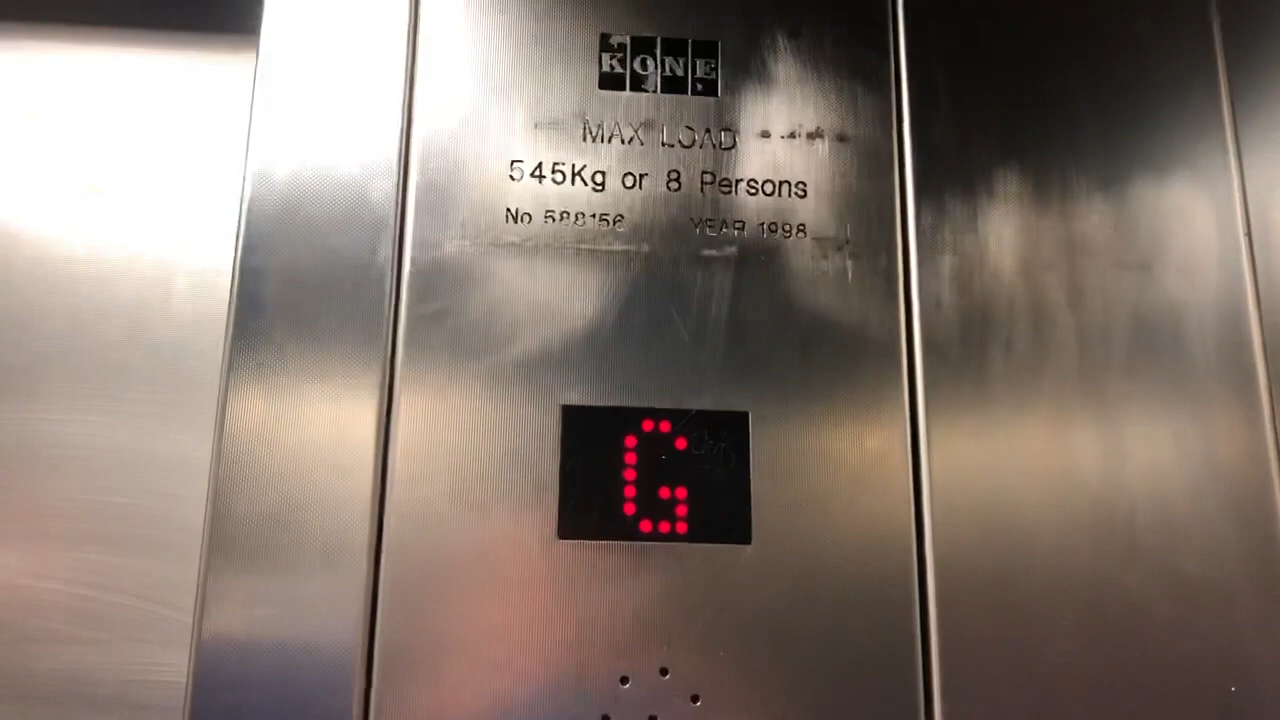 KONE
MAX LOAD
545Kg or 8 Persons
No 588156 YEAR 1998
G